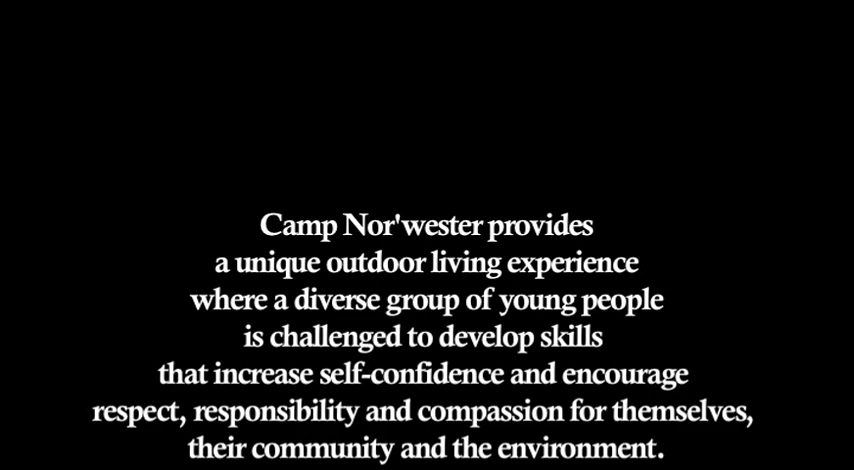 Camp Nor'wester provides
a unique outdoor living experience
where a diverse group of young people
is challenged to develop skills
that increase self-confidence and encourage
respect, responsibility and compassion for themselves,
their community and the environment.